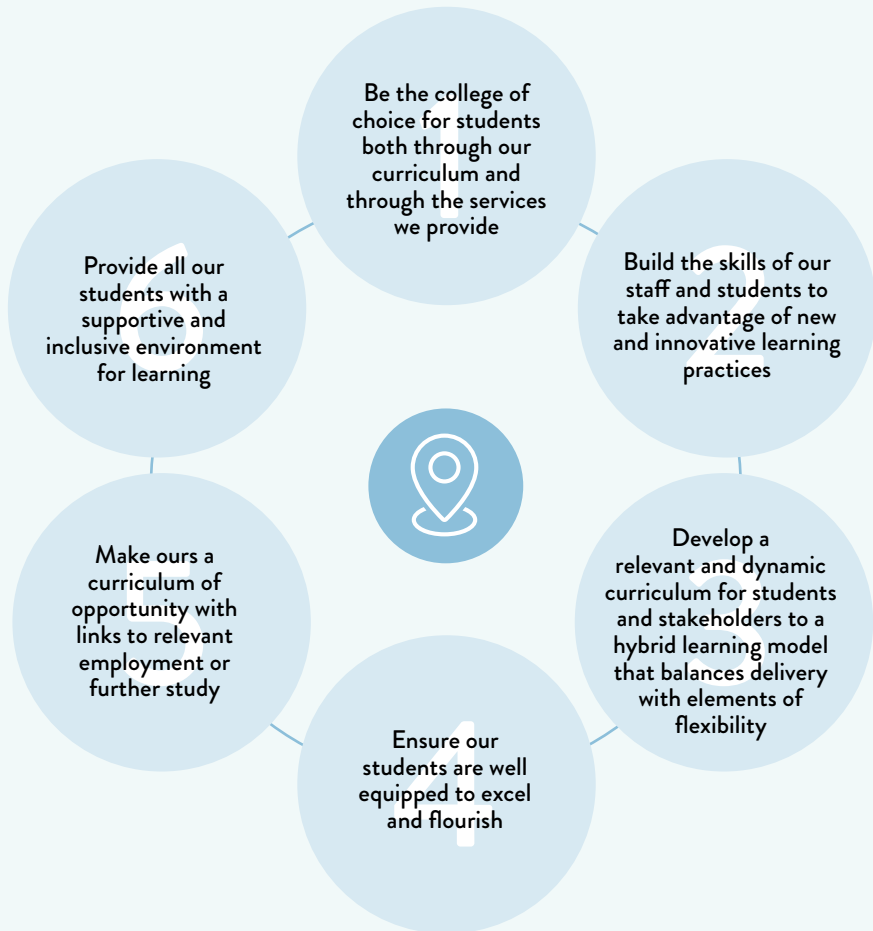 1
Be the college of
choice for students
both through our
curriculum and
through the services
we provide
2
Build the skills of our
staff and students to
take advantage of new
and innovative learning
practices
3
Develop a
relevant and dynamic
curriculum for students
and stakeholders to a
hybrid learning model
that balances delivery
with elements of
flexibility
4
Ensure our
students are well
equipped to excel
and flourish
5
Make ours a
curriculum of
opportunity with
links to relevant
employment or
further study
6
Provide all our
students with a
supportive and
inclusive environment
for learning